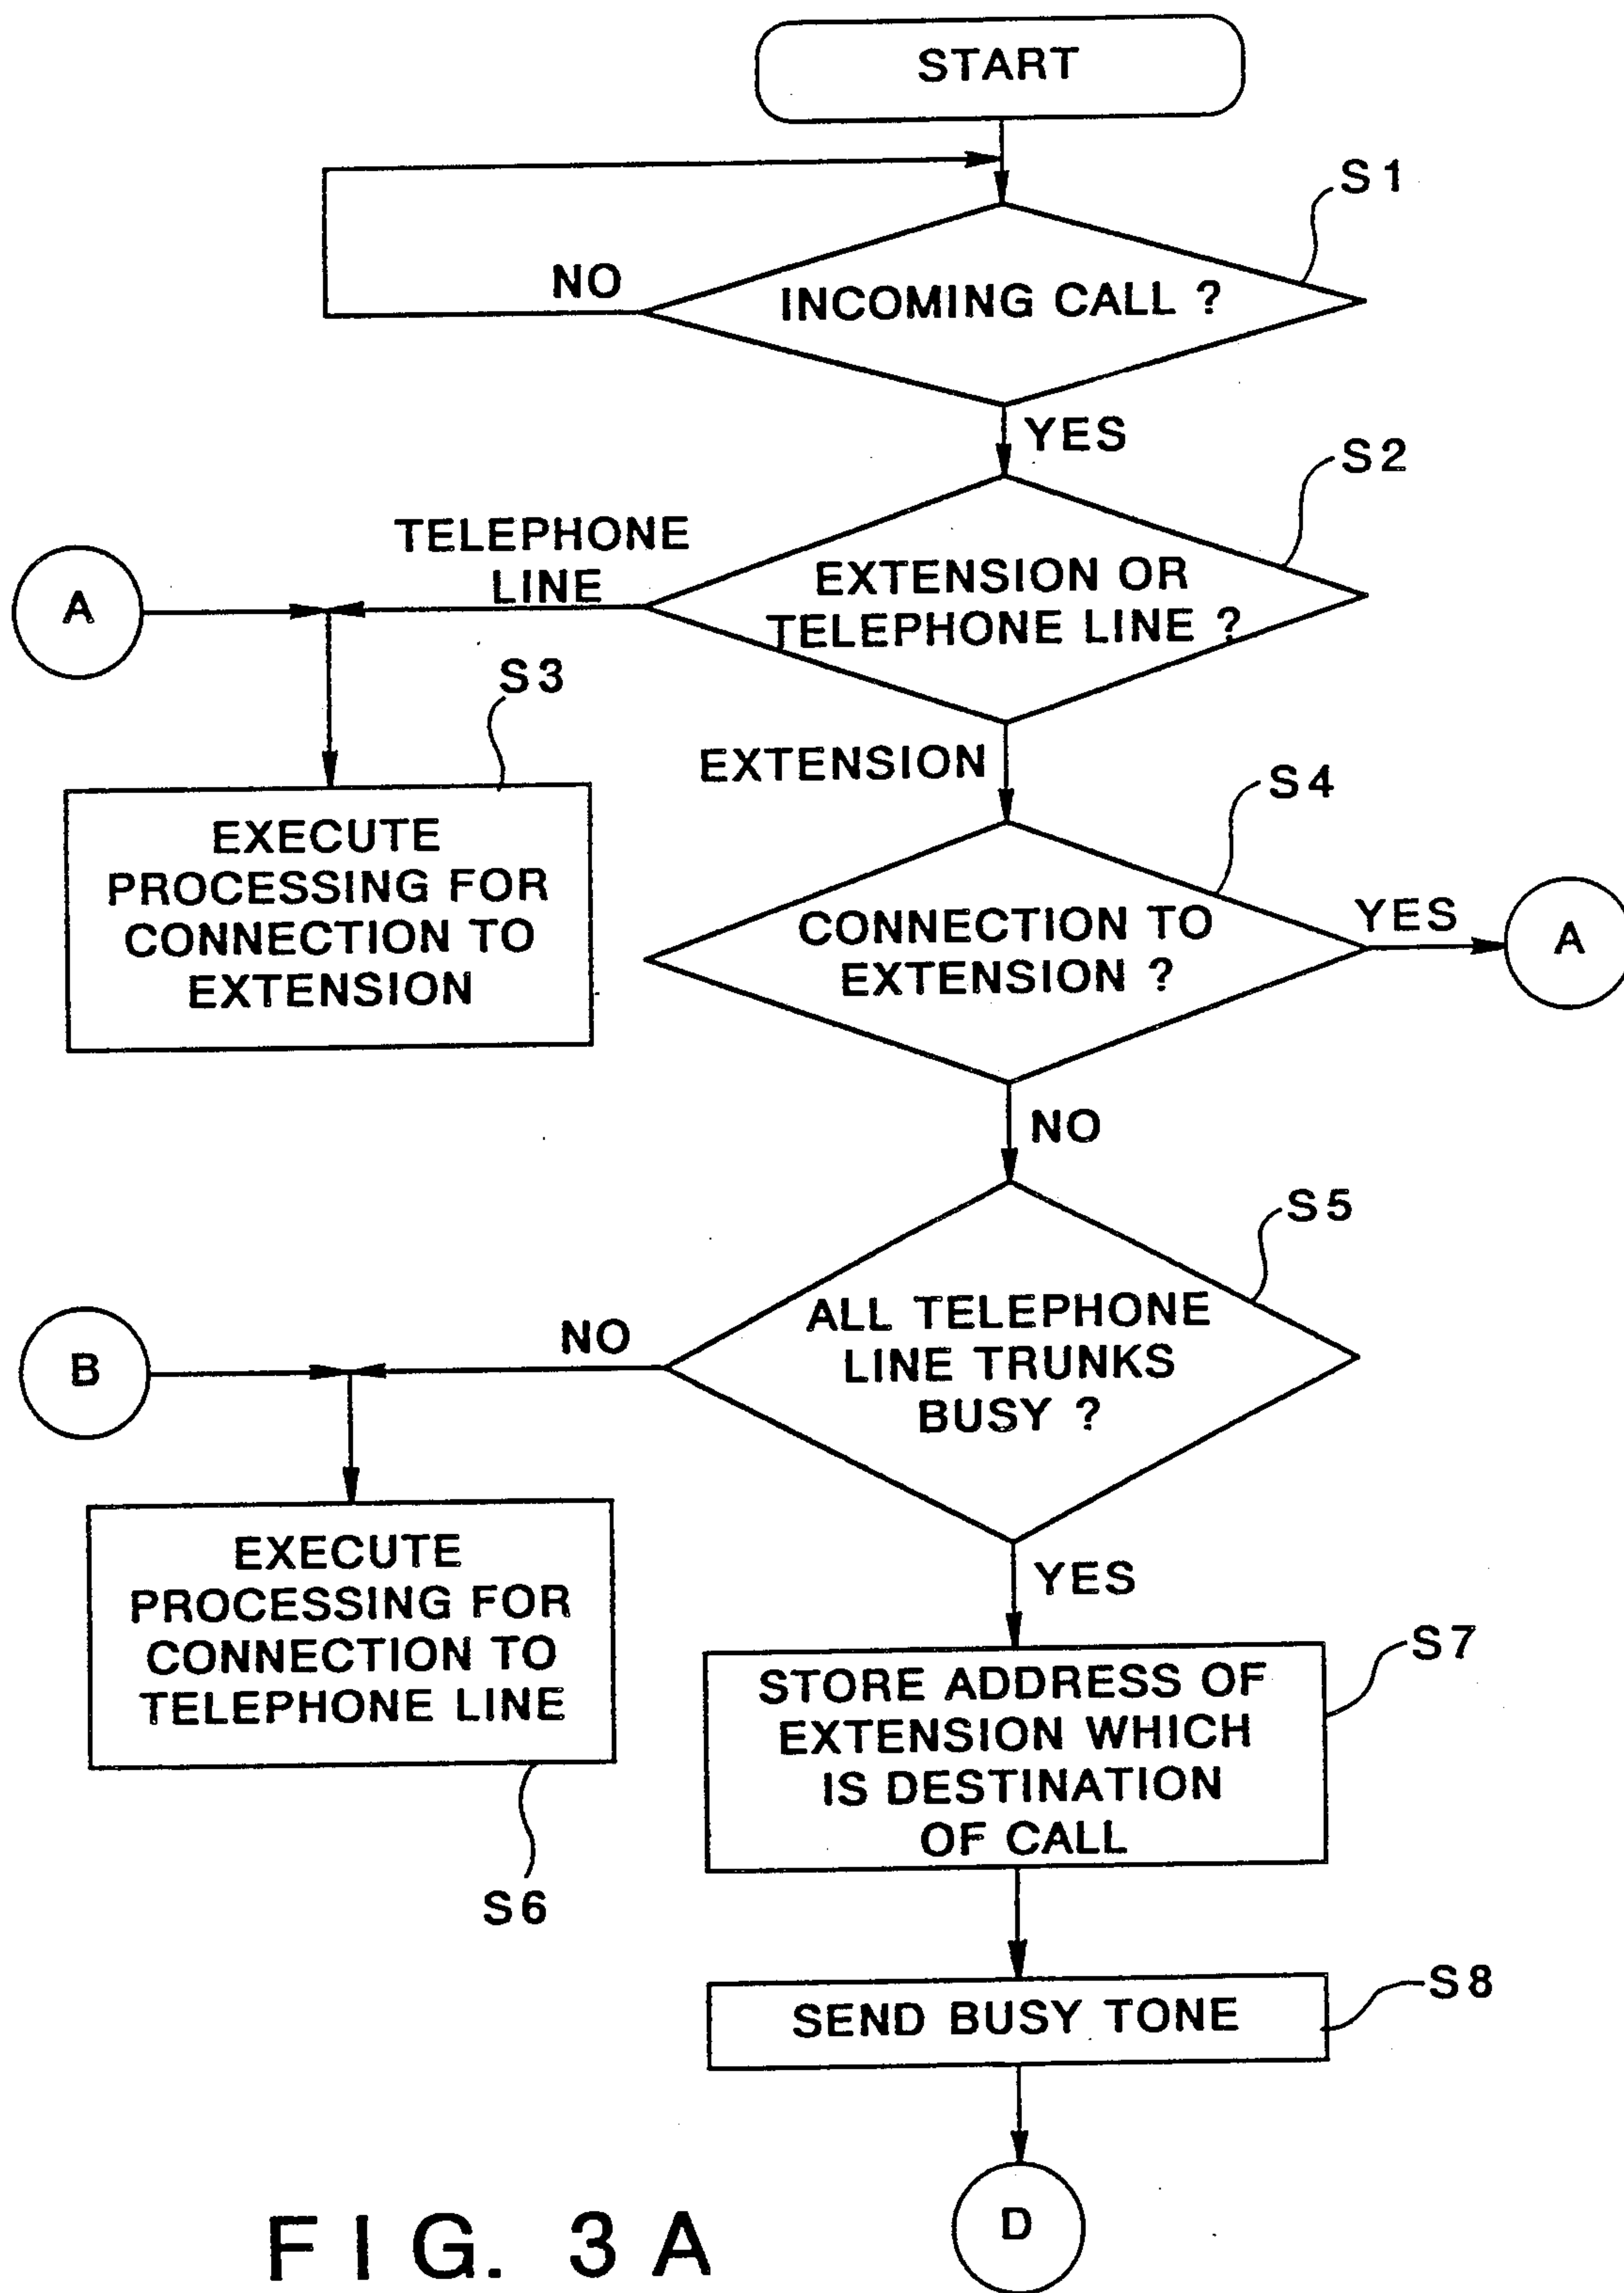 START
S1
NO
INCOMING CALL ?
YES
S2
TELEPHONE
LINE
EXTENSION OR
TELEPHONE LINE ?
A
S3
EXTENSION
S4
EXECUTE
PROCESSING FOR
CONNECTION TO
EXTENSION
CONNECTION TO
EXTENSION ?
YES
A
NO
S5
ALL TELEPHONE
LINE TRUNKS
BUSY ?
NO
B
YES
EXECUTE
PROCESSING FOR
CONNECTION TO
TELEPHONE LINE
S6
S7
STORE ADDRESS OF
EXTENSION WHICH
IS DESTINATION
OF CALL
S8
SEND BUSY TONE
D
FIG. 3A